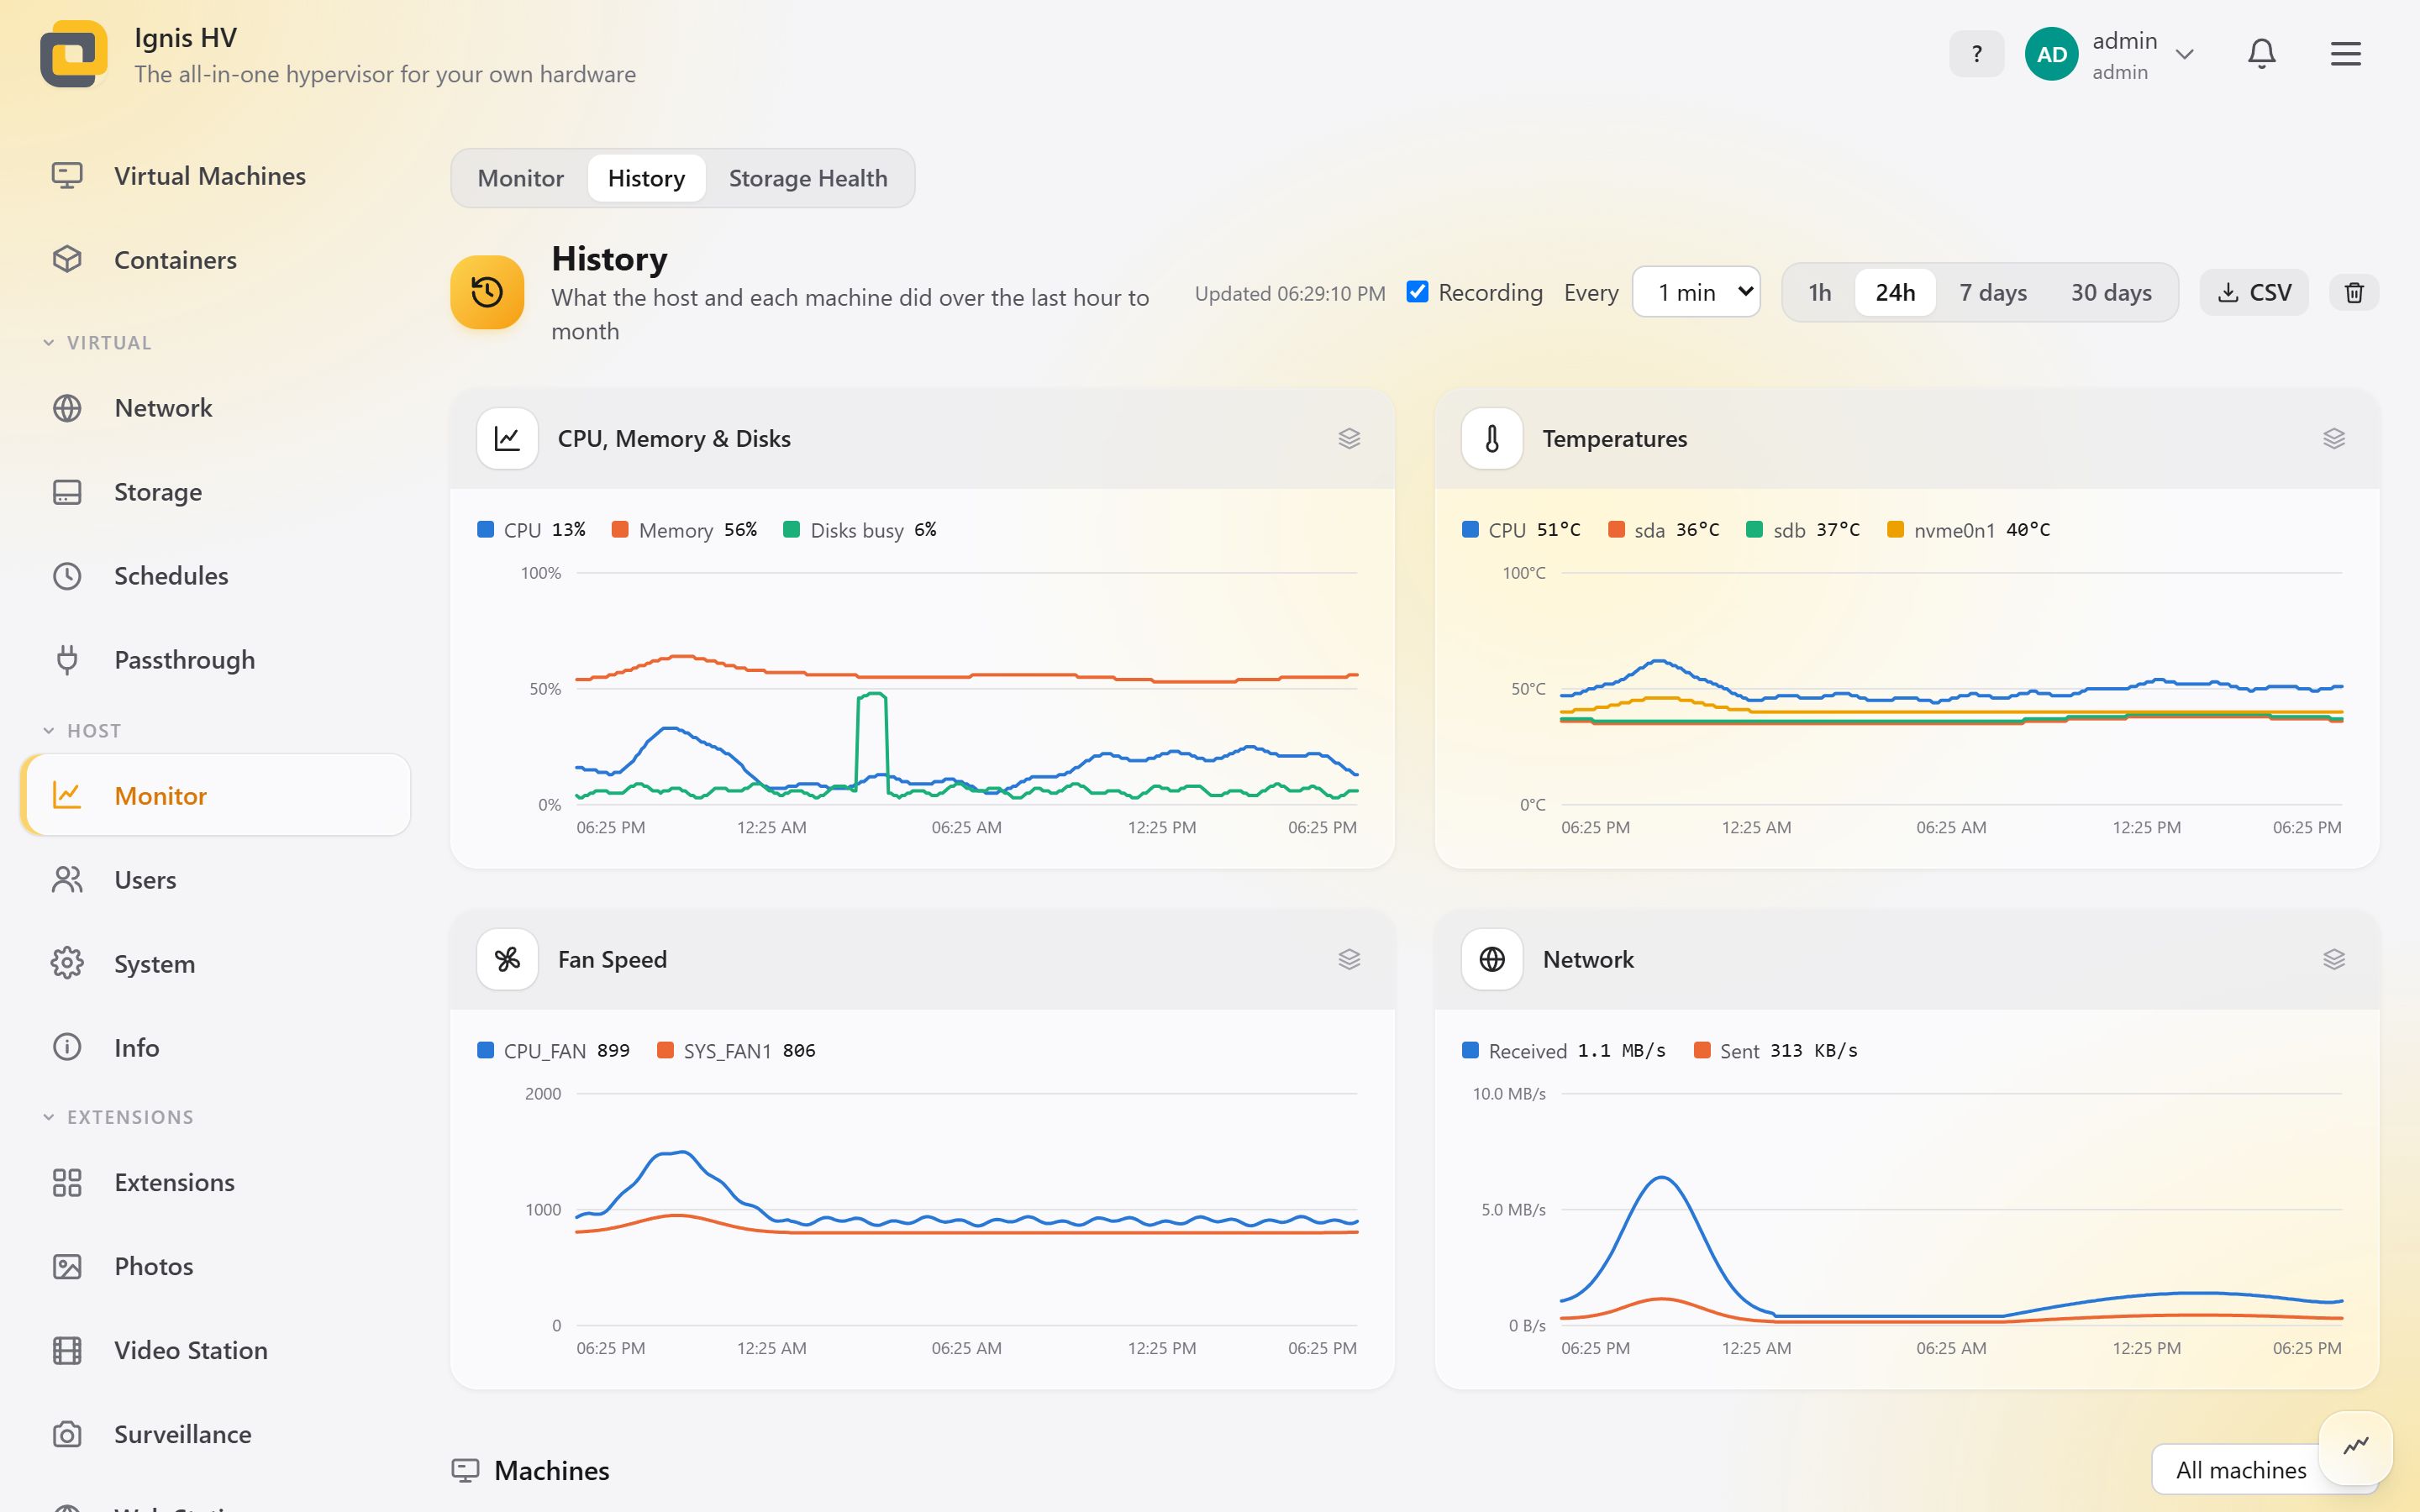 Ignis HV
The all-in-one hypervisor for your own hardware
?
AD
admin
admin
Virtual Machines
Containers
VIRTUAL
Network
Storage
Schedules
Passthrough
HOST
Monitor
Users
System
Info
EXTENSIONS
Extensions
Photos
Video Station
Surveillance
Monitor
History
Storage Health
History
What the host and each machine did over the last hour to
month
Updated 06:29:10 PM
Recording
Every
1 min
1h
24h
7 days
30 days
CSV
CPU, Memory & Disks
CPU 13%
Memory 56%
Disks busy 6%
100%
50%
0%
06:25 PM
12:25 AM
06:25 AM
12:25 PM
06:25 PM
Temperatures
CPU 51°C
sda 36°C
sdb 37°C
nvme0n1 40°C
100°C
50°C
0°C
06:25 PM
12:25 AM
06:25 AM
12:25 PM
06:25 PM
Fan Speed
CPU_FAN 899
SYS_FAN1 806
2000
1000
0
06:25 PM
12:25 AM
06:25 AM
12:25 PM
06:25 PM
Network
Received 1.1 MB/s
Sent 313 KB/s
10.0 MB/s
5.0 MB/s
0 B/s
06:25 PM
12:25 AM
06:25 AM
12:25 PM
06:25 PM
Machines
All machines